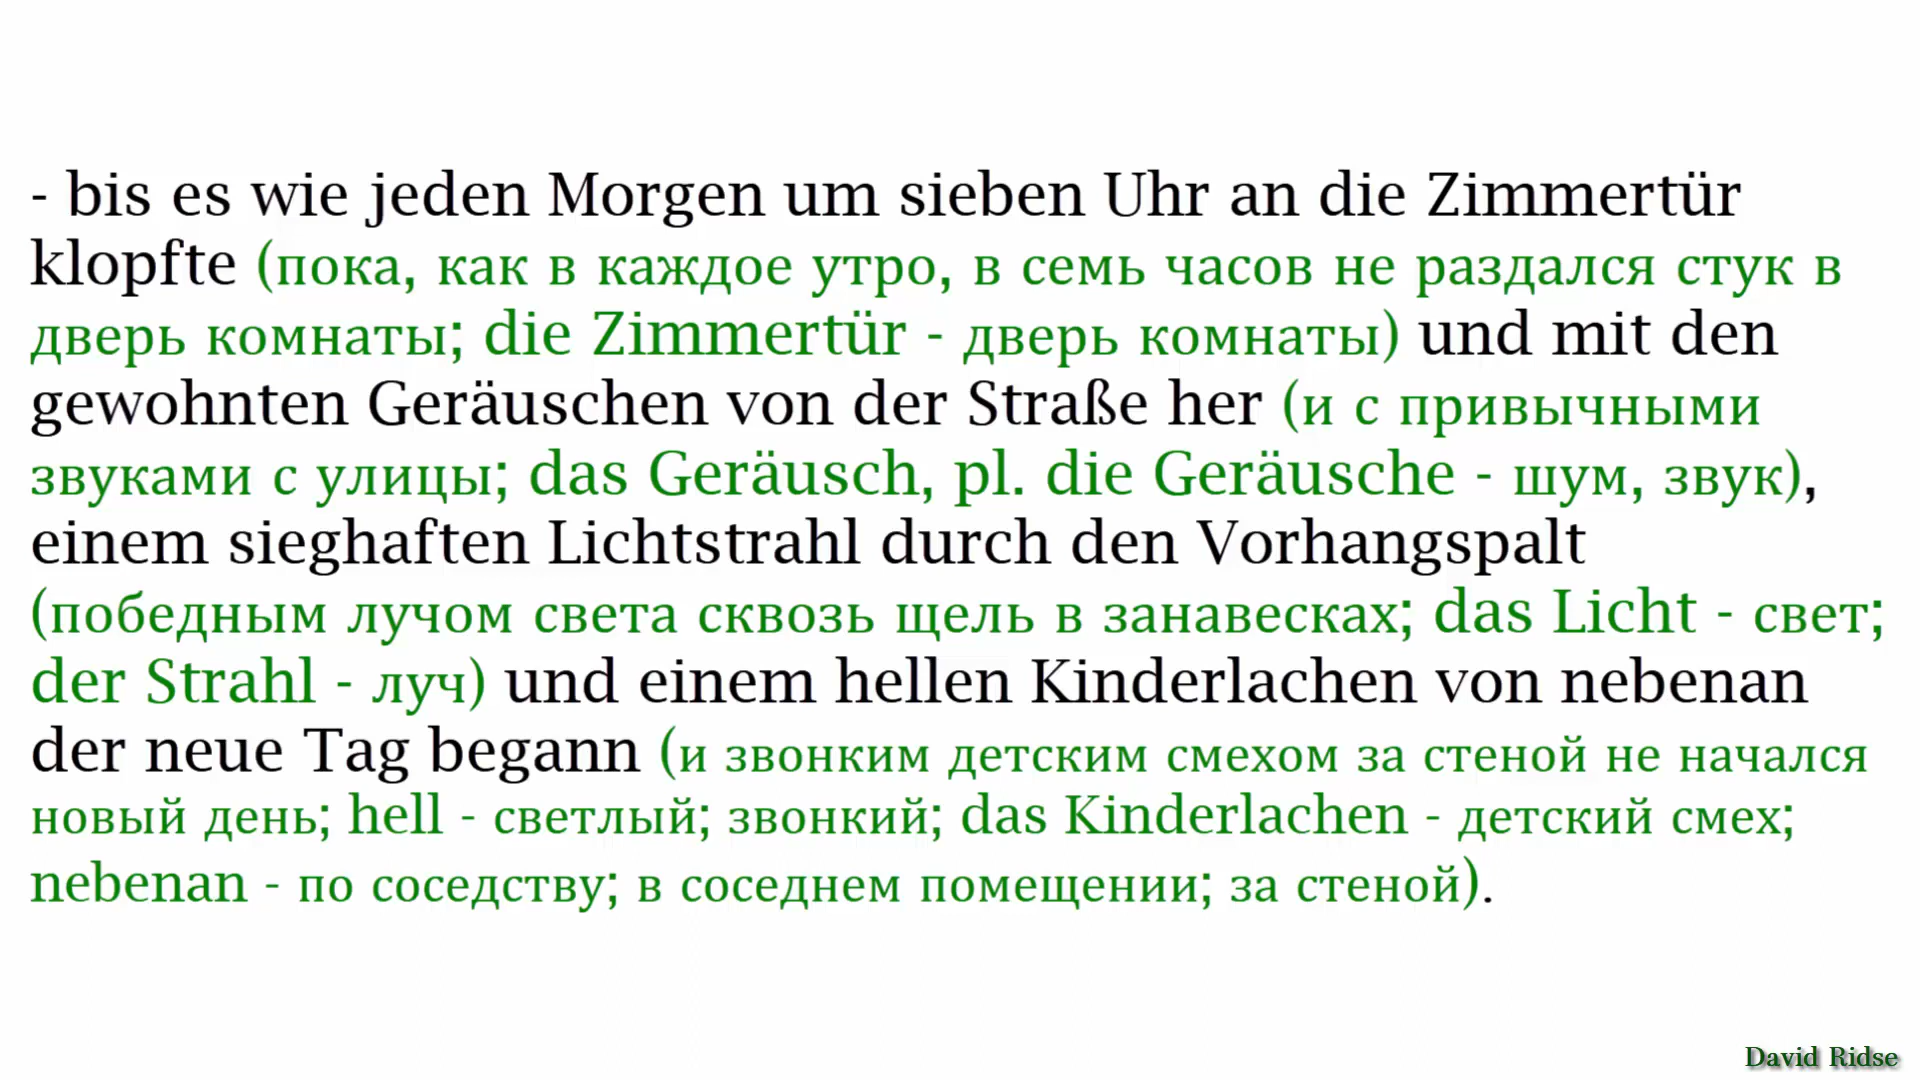 - bis es wie jeden Morgen um sieben Uhr an die Zimmertür
klopfte (пока, как в каждое утро, в семь часов не раздался стук в
дверь комнаты; die Zimmertür - дверь комнаты) und mit den
gewohnten Geräuschen von der Straße her (и с привычными
звуками с улицы; das Geräusch, pl. die Geräusche - шум, звук),
einem sieghaften Lichtstrahl durch den Vorhangspalt
(победным лучом света сквозь щель в занавесках; das Licht - свет;
der Strahl - луч) und einem hellen Kinderlachen von nebenan
der neue Tag begann (и звонким детским смехом за стеной не начался
новый день; hell - светлый; звонкий; das Kinderlachen - детский смех;
nebenan - по соседству; в соседнем помещении; за стеной).
David Ridse